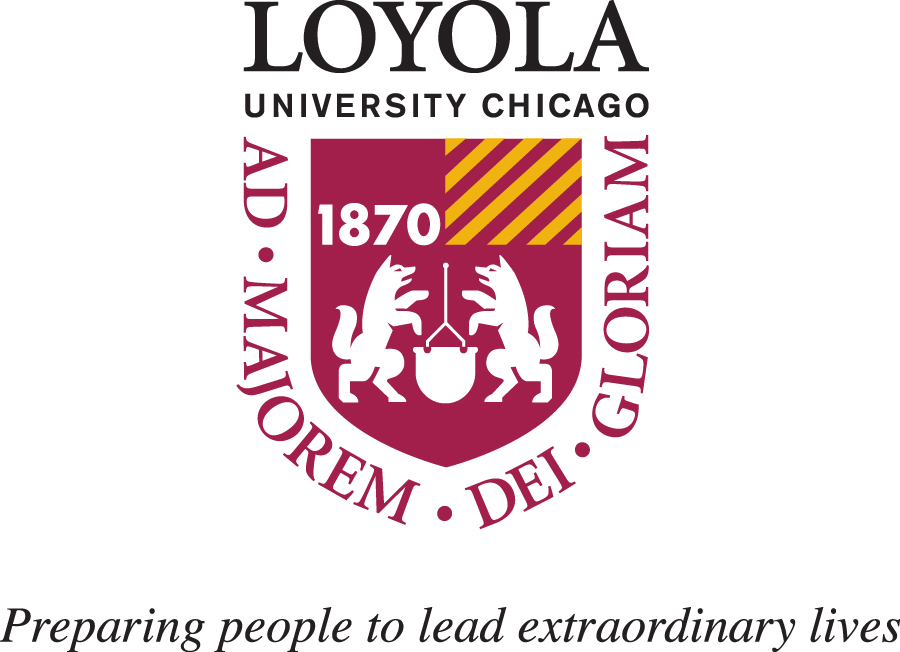 LOYOLA
UNIVERSITY CHICAGO
1870
AD • MAJOREM • DEI • GLORIAM
Preparing people to lead extraordinary lives